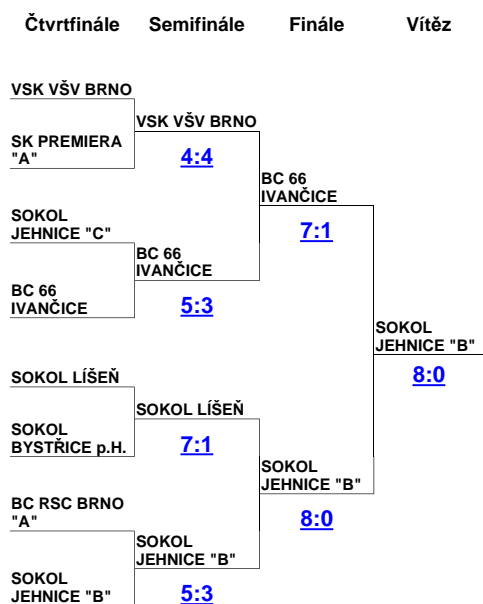 Čtvrtfinále Semifinále Finále Vítěz
VSK VŠV BRNO
VSK VŠV BRNO
SK PREMIERA
"A"
4:4
BC 66
IVANČICE
SOKOL
JEHNICE "C"
7:1
BC 66
IVANČICE
BC 66
IVANČICE
5:3
SOKOL
JEHNICE "B"
SOKOL LÍŠEŇ
8:0
SOKOL LÍŠEŇ
SOKOL
BYSTŘICE p.H.
7:1
SOKOL
JEHNICE "B"
BC RSC BRNO
"A"
8:0
SOKOL
JEHNICE "B"
SOKOL
JEHNICE "B"
5:3